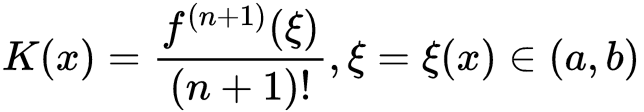 K(x) = \frac{f^{(n+1)}(\xi)}{(n+1)!}, \xi = \xi(x) \in (a, b)